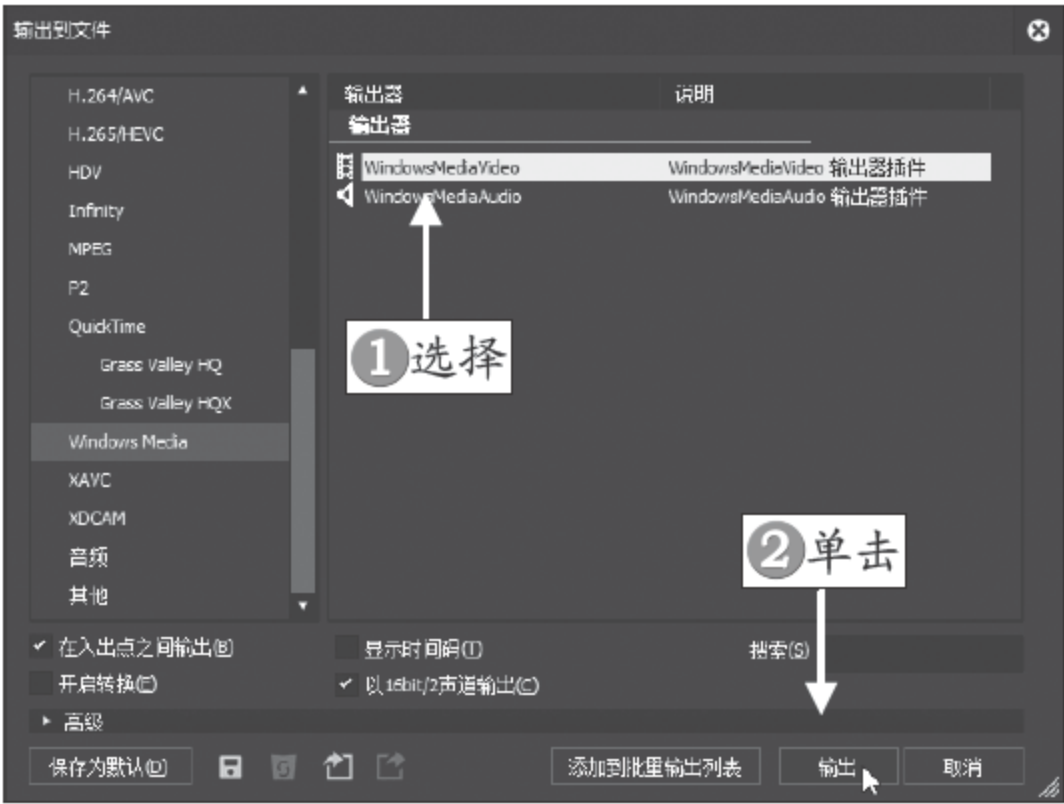 输出到文件
H.264/AVC
H.265/HEVC
HDV
Infinity
MPEG
P2
QuickTime
Grass Valley HQ
Grass Valley HQX
Windows Media
XAVC
XDCAM
音频
其他
输出器 说明
输出器
WindowsMediaVideo WindowsMediaVideo 输出器插件
WindowsMediaAudio WindowsMediaAudio 输出器插件
1选择
2单击
在入出点之间输出(B) 显示时间码(T) 搜索(S)
开启转换(E) 以16bit/2声道输出(C)
高级
保存为默认(D) 添加到批里输出列表 输出 取消